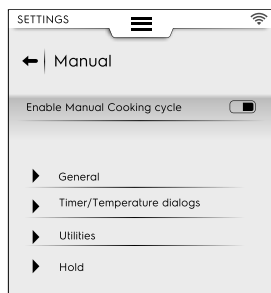 SETTINGS
Manual
Enable Manual Cooking cycle
General
Timer/Temperature dialogs
Utilities
Hold